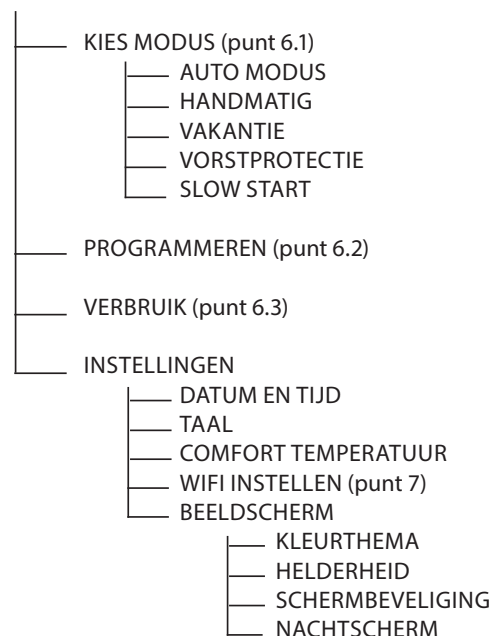 KIES MODUS (punt 6.1)
AUTO MODUS
HANDMATIG
VAKANTIE
VORSTPROTECTIE
SLOW START
PROGRAMMEREN (punt 6.2)
VERBRUIK (punt 6.3)
INSTELLINGEN
DATUM EN TIJD
TAAL
COMFORT TEMPERATUUR
WIFI INSTELLEN (punt 7)
BEELDSCHERM
KLEURTHEMA
HELDERHEID
SCHERMBEVELIGING
NACHTSCHERM